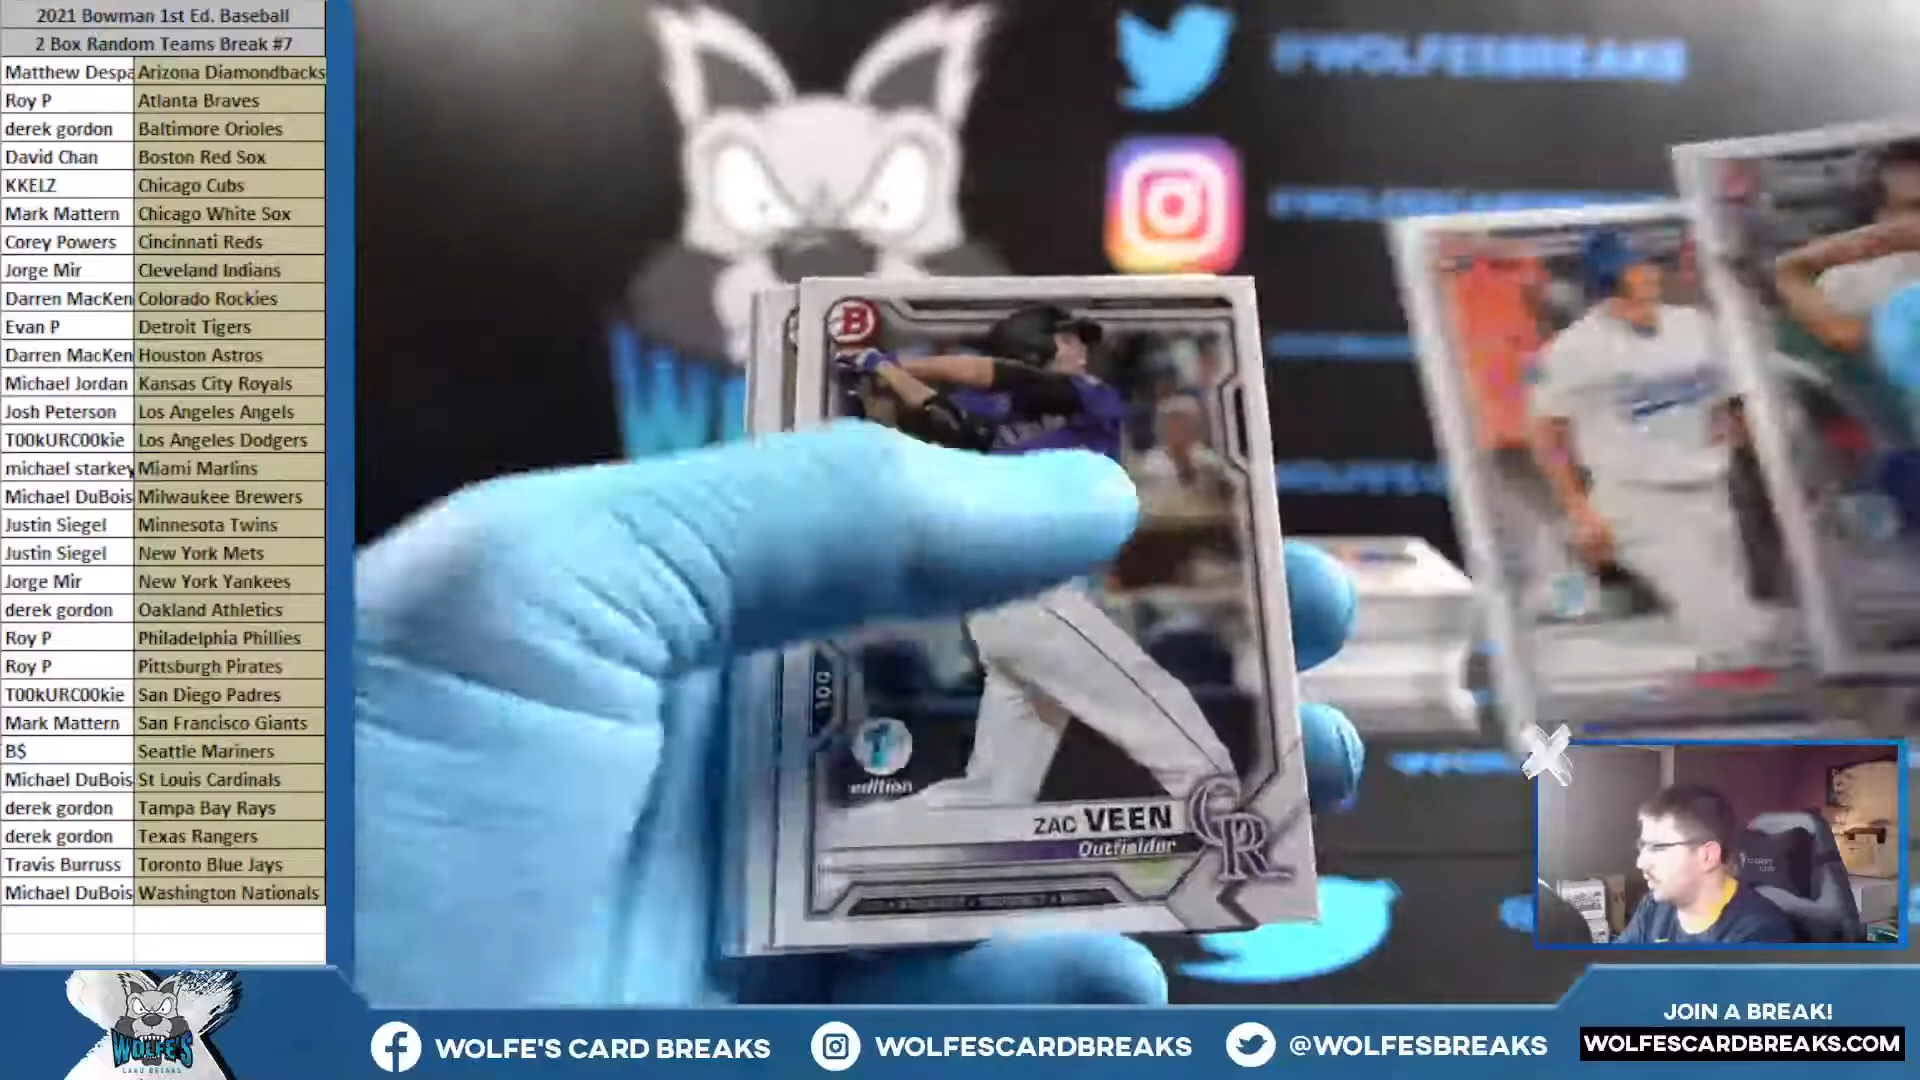 2021 Bowman 1st Ed. Baseball
2 Box Random Teams Break #7
Matthew Despa Arizona Diamondbacks
Roy P Atlanta Braves
derek gordon Baltimore Orioles
David Chan Boston Red Sox
KKELZ Chicago Cubs
Mark Mattern Chicago White Sox
Corey Powers Cincinnati Reds
Jorge Mir Cleveland Indians
Darren MacKen Colorado Rockies
Evan P Detroit Tigers
Darren MacKen Houston Astros
Michael Jordan Kansas City Royals
Josh Peterson Los Angeles Angels
T00kURC00kie Los Angeles Dodgers
michael starkey Miami Marlins
Michael DuBois Milwaukee Brewers
Justin Siegel Minnesota Twins
Justin Siegel New York Mets
Jorge Mir New York Yankees
derek gordon Oakland Athletics
Roy P Philadelphia Phillies
Roy P Pittsburgh Pirates
T00kURC00kie San Diego Padres
Mark Mattern San Francisco Giants
B$ Seattle Mariners
Michael DuBois St Louis Cardinals
derek gordon Tampa Bay Rays
derek gordon Texas Rangers
Travis Burruss Toronto Blue Jays
Michael DuBois Washington Nationals
@WOLFESBREAKS
B
100
1st
edition
ZAC VEEN
Outfielder
CR
WOLFE'S
CARD BREAKS
WOLFE'S CARD BREAKS
WOLFESCARDBREAKS
@WOLFESBREAKS
JOIN A BREAK!
WOLFESCARDBREAKS.COM